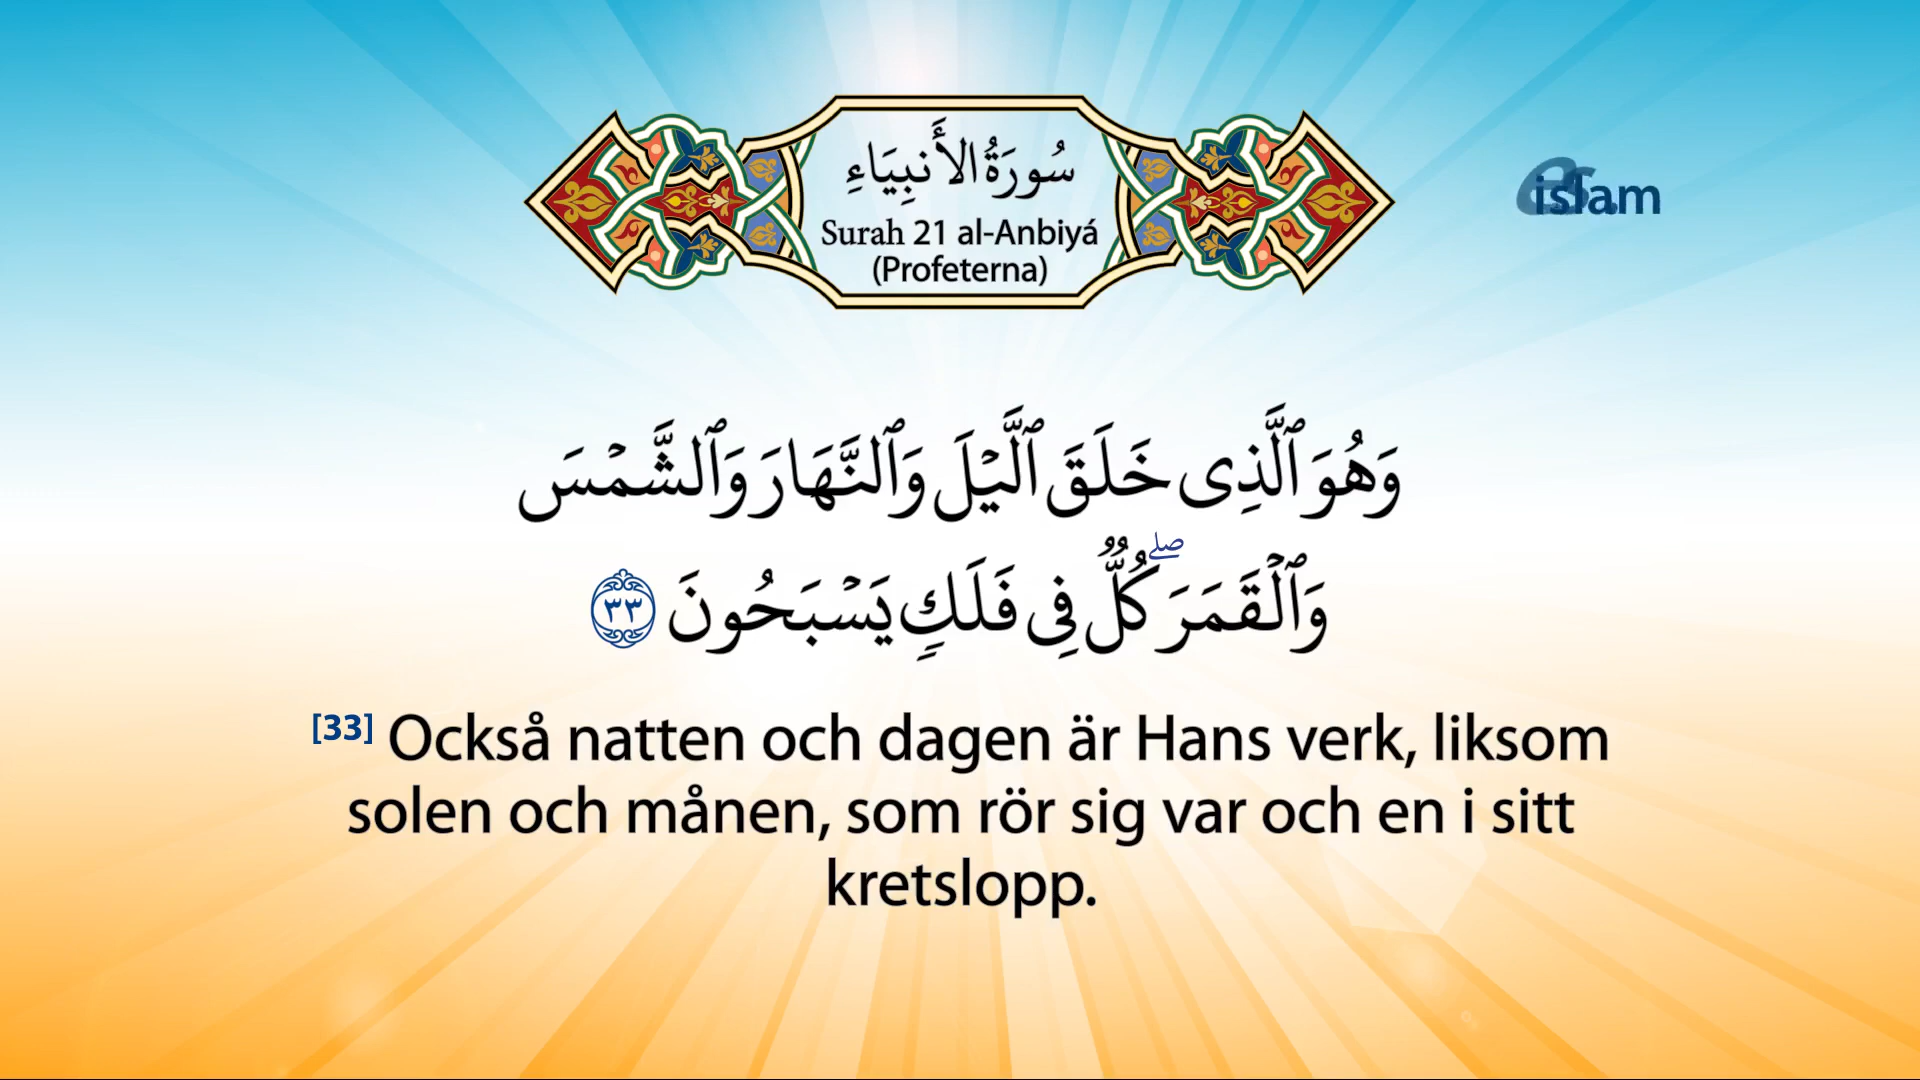 سُورَةُ الأَنبِيَاءِ
Surah 21 al-Anbiyá
(Profeterna)
islam
وَهُوَ ٱلَّذِى خَلَقَ ٱلَّيْلَ وَٱلنَّهَارَ وَٱلشَّمْسَ
وَٱلْقَمَرَ ۖ كُلٌّ فِى فَلَكٍ يَسْبَحُونَ ٣٣
[33] Också natten och dagen är Hans verk, liksom
solen och månen, som rör sig var och en i sitt
kretslopp.